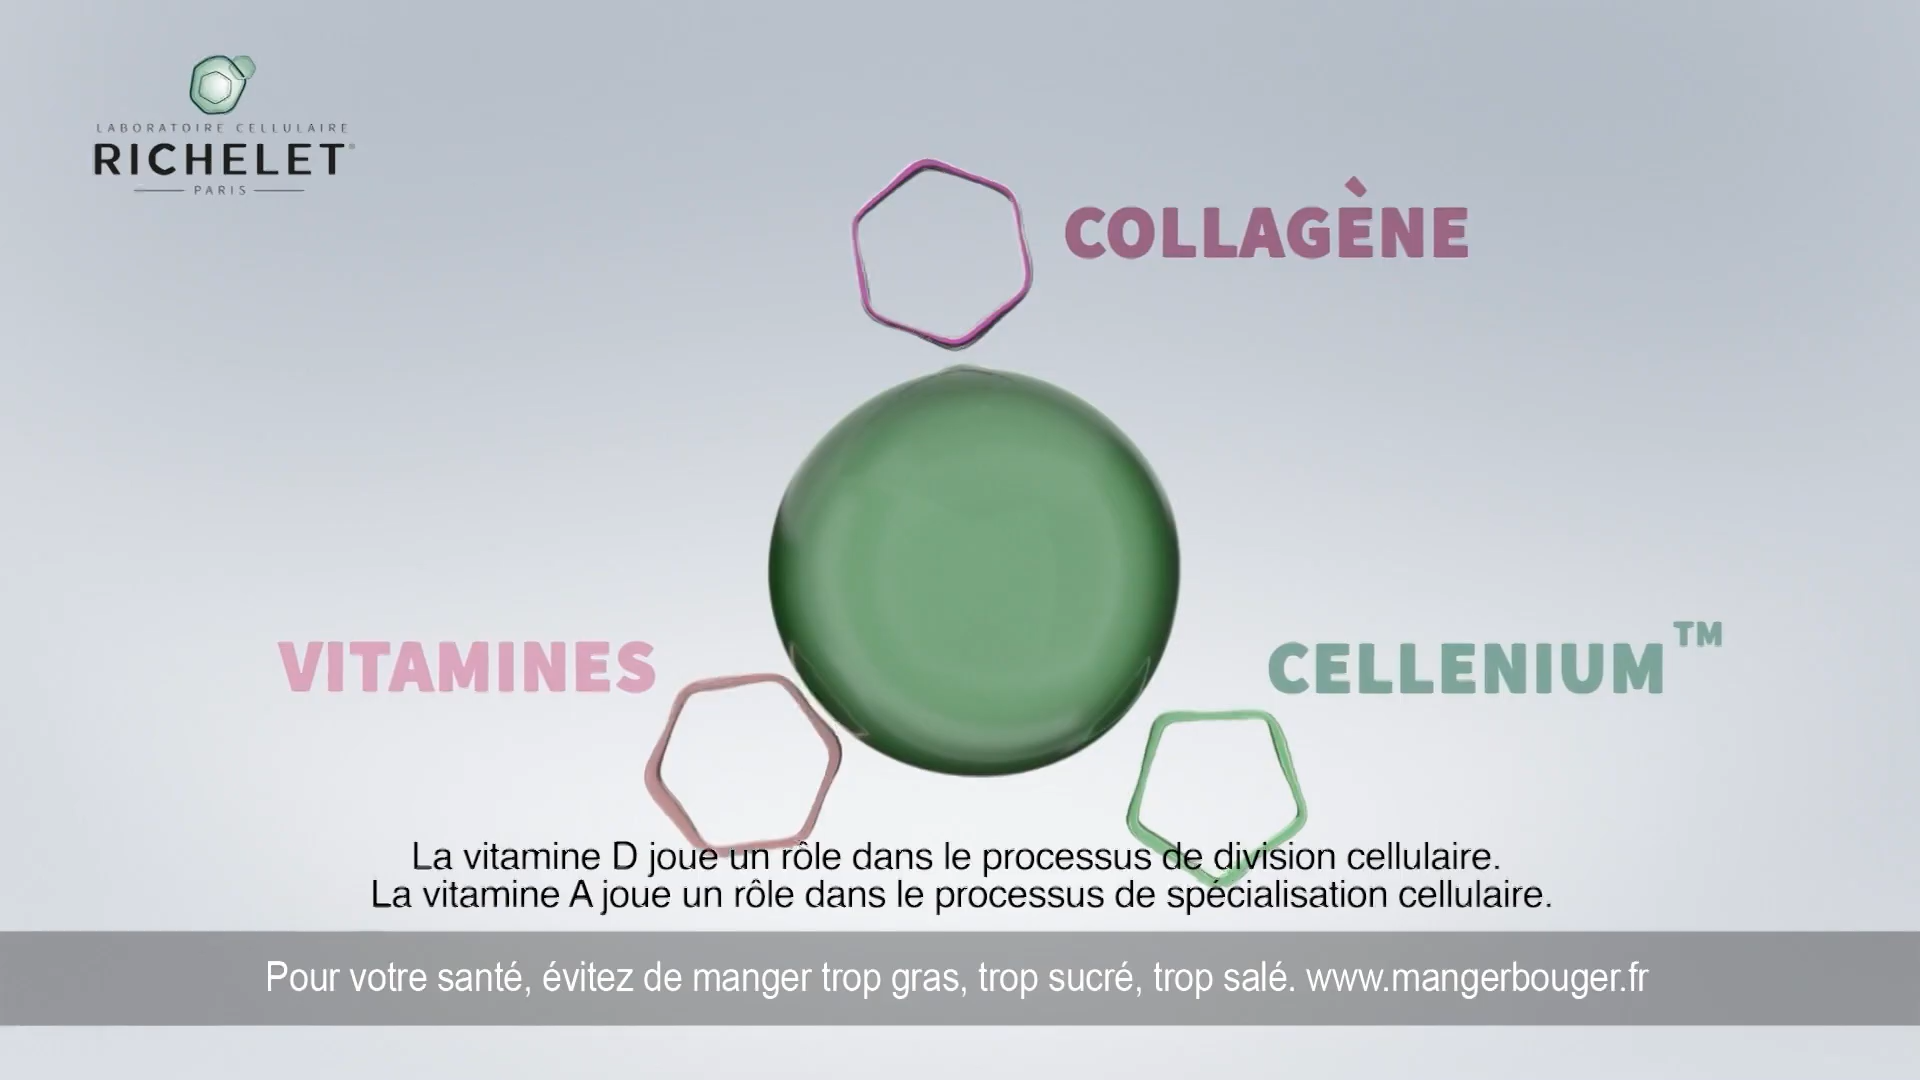 LABORATOIRE CELLULAIRE
RICHELET
PARIS
COLLAGÈNE
VITAMINES
CELLENIUM™
La vitamine D joue un rôle dans le processus de division cellulaire.
La vitamine A joue un rôle dans le processus de spécialisation cellulaire.
Pour votre santé, évitez de manger trop gras, trop sucré, trop salé. www.mangerbouger.fr